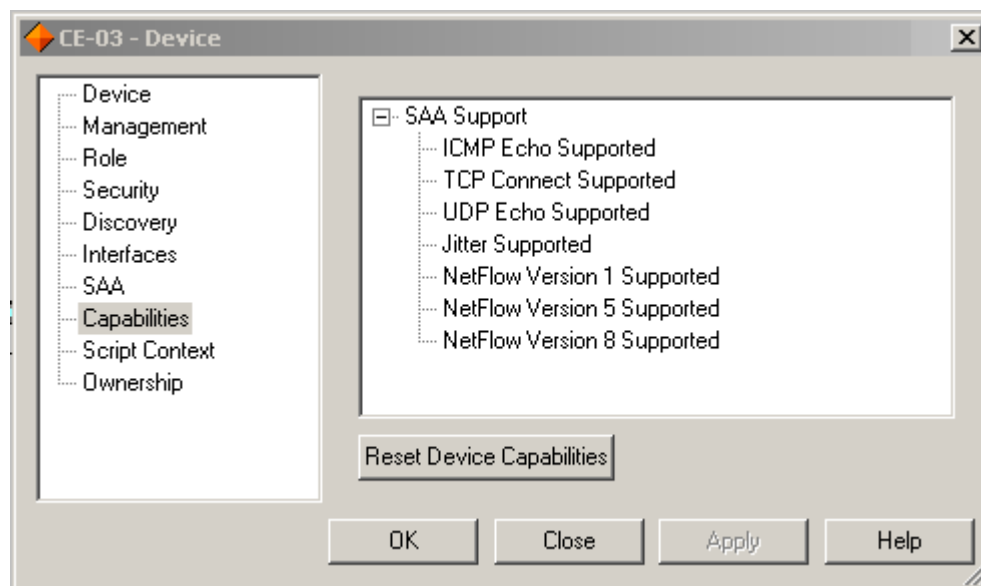 CE-03 - Device
Device
Management
Role
Security
Discovery
Interfaces
SAA
Capabilities
Script Context
Ownership
SAA Support
ICMP Echo Supported
TCP Connect Supported
UDP Echo Supported
Jitter Supported
NetFlow Version 1 Supported
NetFlow Version 5 Supported
NetFlow Version 8 Supported
Reset Device Capabilities
OK
Close
Apply
Help